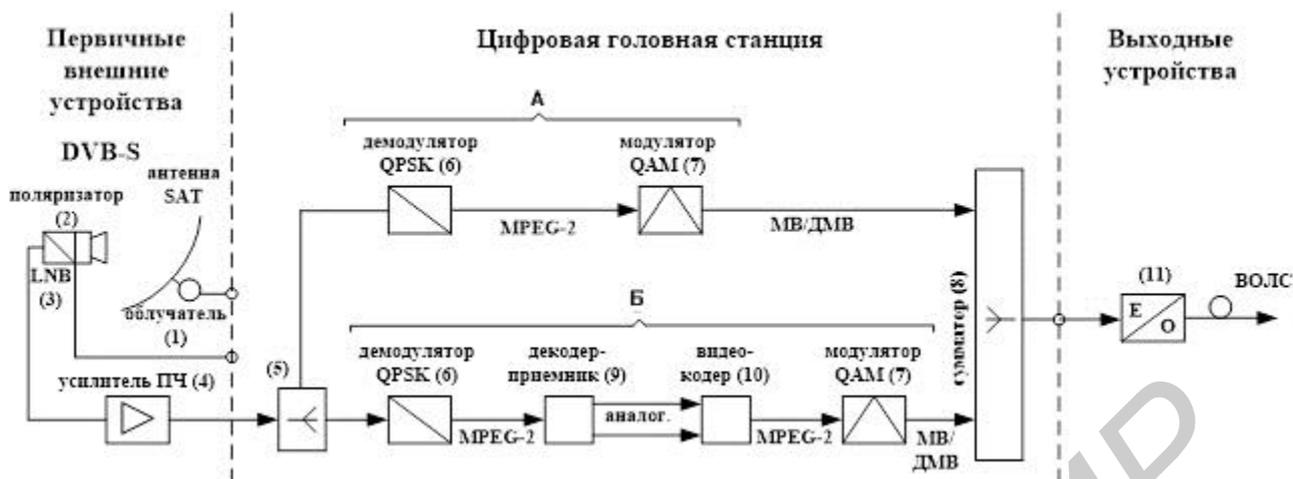 Первичные
внешние
устройства
Цифровая головная станция
Выходные
устройства
DVB-S
антенна
SAT
поляризатор
(2)
LNB
(3)
облучатель
(1)
усилитель ПЧ (4)
(5)
А
демодулятор
QPSK (6)
модулятор
QAM (7)
MPEG-2
МВ/ДМВ
Б
демодулятор
QPSK (6)
декодер-
приемник (9)
видео-
кодер (10)
модулятор
QAM (7)
MPEG-2
аналог.
MPEG-2
МВ/
ДМВ
сумматор (8)
(11)
E
O
ВОЛС